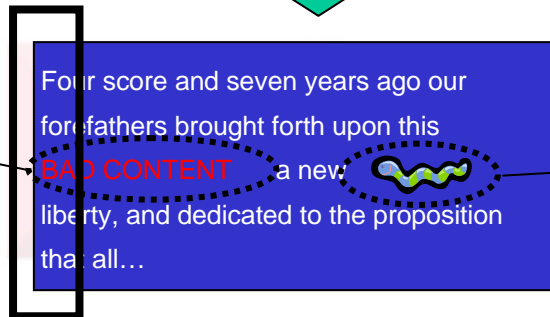 Four score and seven years ago our
forefathers brought forth upon this
BAD CONTENT a new
liberty, and dedicated to the proposition
that all…